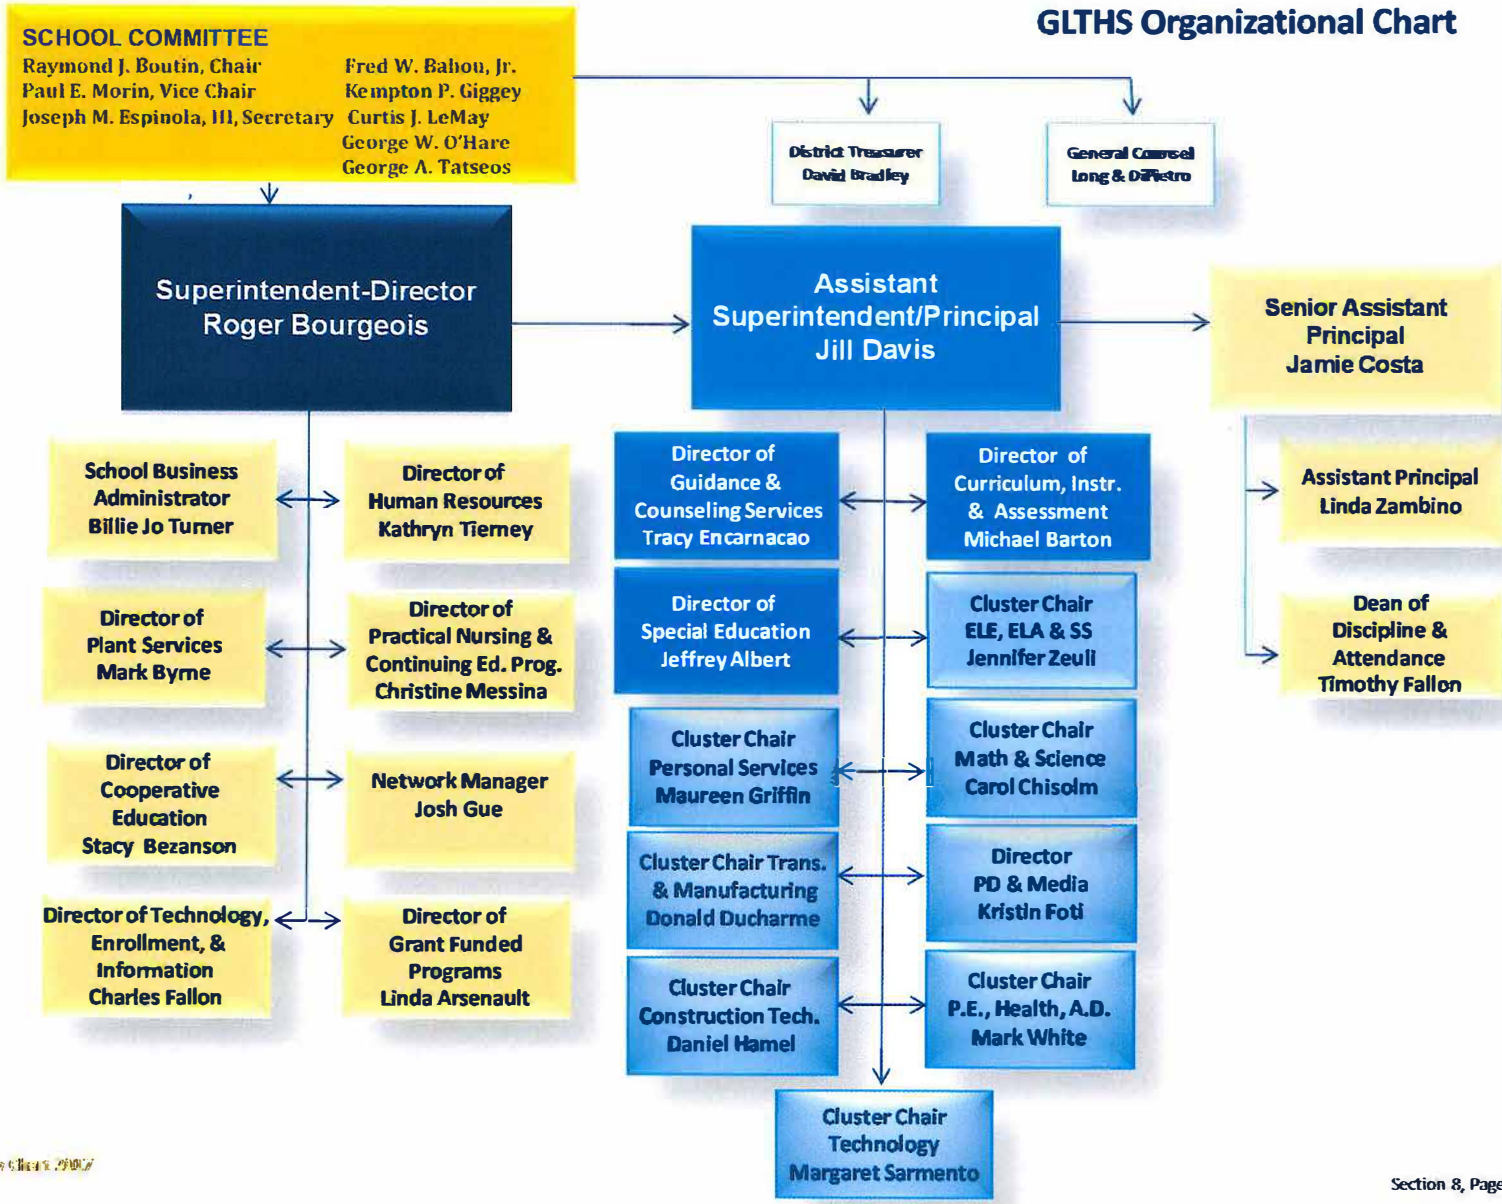 GLTHS Organizational Chart
SCHOOL COMMITTEE
Raymond J. Boutin, Chair
Paul E. Morin, Vice Chair
Joseph M. Espinola, III, Secretary
Fred W. Bahou, Jr.
Kempton P. Giggey
Curtis J. LeMay
George W. O'Hare
George A. Tatseos
District Treasurer
David Bradley
General Counsel
Long & DiPietro
Superintendent-Director
Roger Bourgeois
Assistant
Superintendent/Principal
Jill Davis
Senior Assistant
Principal
Jamie Costa
School Business
Administrator
Billie Jo Turner
Director of
Human Resources
Kathryn Tierney
Director of
Plant Services
Mark Byrne
Director of
Practical Nursing &
Continuing Ed. Prog.
Christine Messina
Director of
Cooperative
Education
Stacy Bezanson
Network Manager
Josh Gue
Director of Technology,
Enrollment, &
Information
Charles Fallon
Director of
Grant Funded
Programs
Linda Arsenault
Director of
Guidance &
Counseling Services
Tracy Encarnacao
Director of
Curriculum, Instr.
& Assessment
Michael Barton
Director of
Special Education
Jeffrey Albert
Cluster Chair
ELE, ELA & SS
Jennifer Zeuli
Cluster Chair
Personal Services
Maureen Griffin
Cluster Chair
Math & Science
Carol Chisolm
Cluster Chair Trans.
& Manufacturing
Donald Ducharme
Director
PD & Media
Kristin Foti
Cluster Chair
Construction Tech.
Daniel Hamel
Cluster Chair
P.E., Health, A.D.
Mark White
Cluster Chair
Technology
Margaret Sarmento
Assistant Principal
Linda Zambino
Dean of
Discipline &
Attendance
Timothy Fallon
Section 8, Page